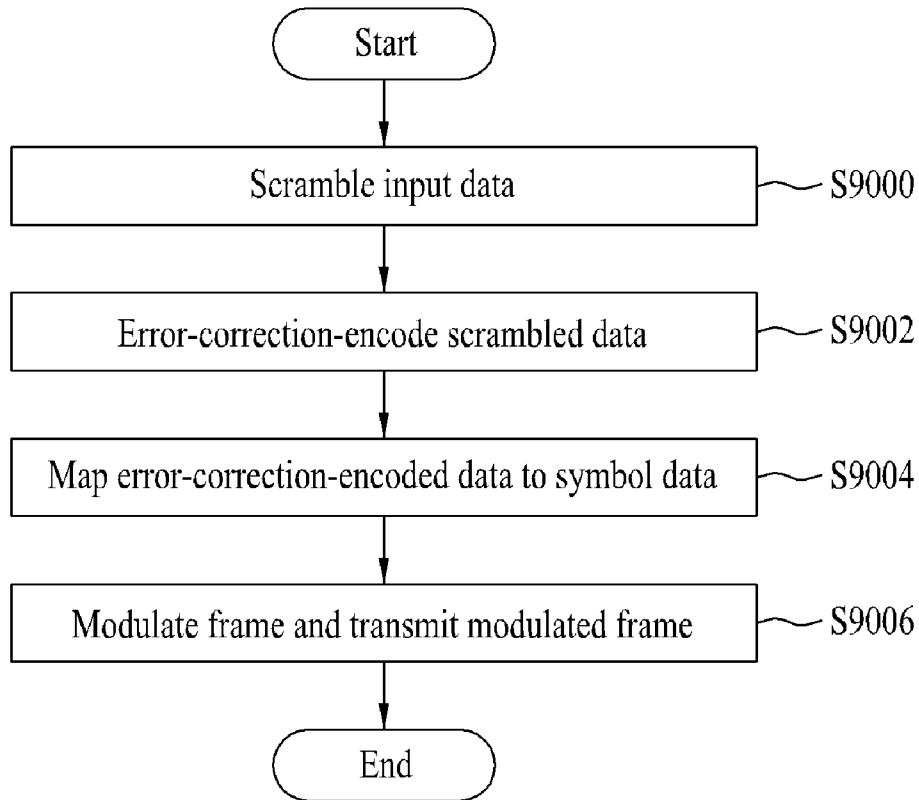 Start
Scramble input data
S9000
Error-correction-encode scrambled data
S9002
Map error-correction-encoded data to symbol data
S9004
Modulate frame and transmit modulated frame
S9006
End